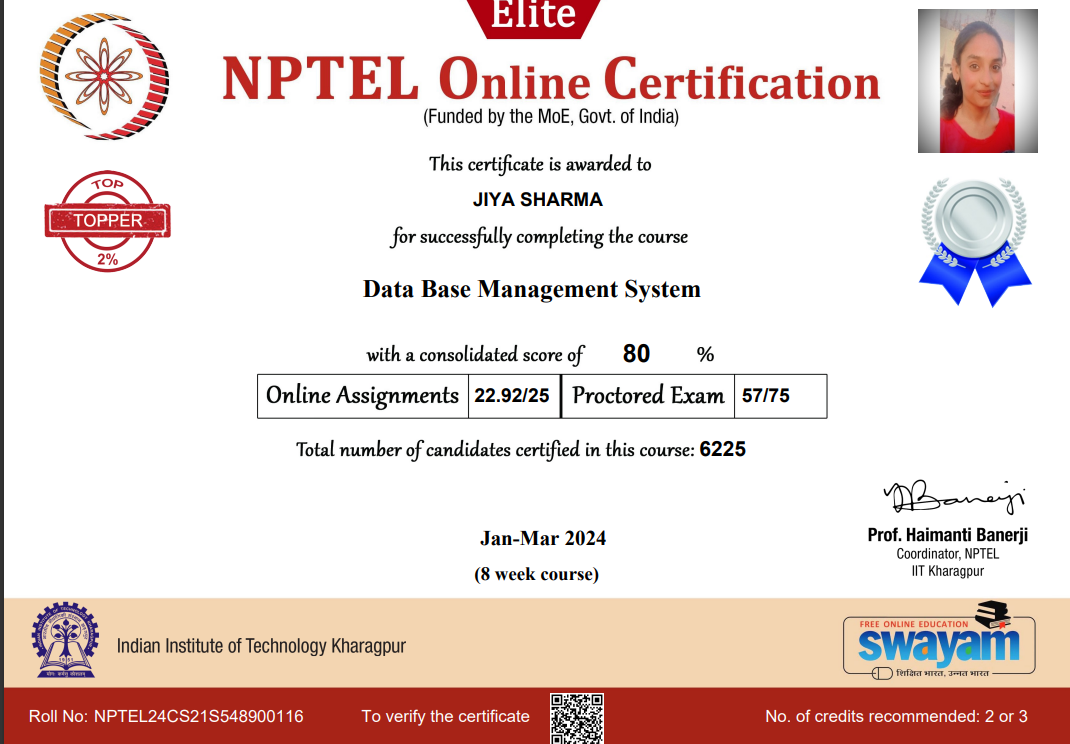 Elite
NPTEL Online Certification
(Funded by the MoE, Govt. of India)
This certificate is awarded to
JIYA SHARMA
for successfully completing the course
TOP
TOPPER
2%
Data Base Management System
with a consolidated score of 80 %
Online Assignments 22.92/25 Proctored Exam 57/75
Total number of candidates certified in this course: 6225
Banerji
Prof. Haimanti Banerji
Coordinator, NPTEL
IIT Kharagpur
Jan-Mar 2024
(8 week course)
Indian Institute of Technology Kharagpur
FREE ONLINE EDUCATION
swayam
शिक्षित भारत, उन्नत भारत
Roll No: NPTEL24CS21S548900116 To verify the certificate No. of credits recommended: 2 or 3